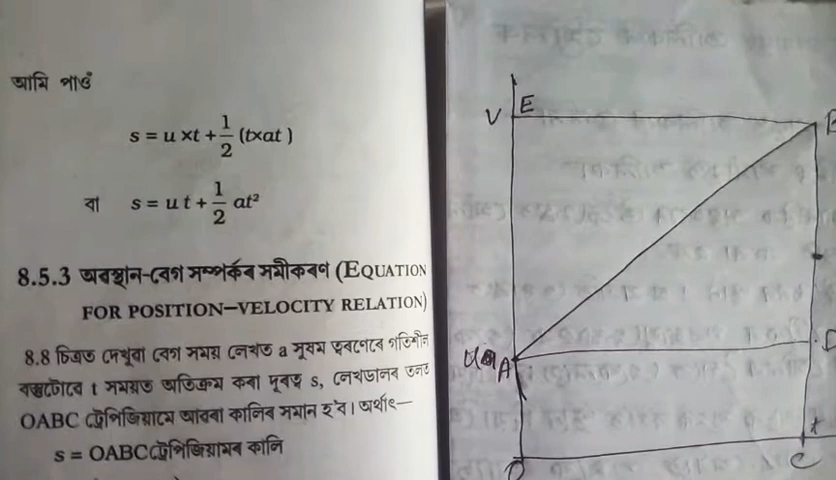 আমি পাওঁ
s = u ×t + 1/2 (t×at )
বা s = u t + 1/2 at²
8.5.3 অৱস্থান-বেগ সম্পৰ্কৰ সমীকৰণ (EQUATION
FOR POSITION–VELOCITY RELATION)
8.8 চিত্ৰত দেখুৱা বেগ সময় লেখত a সুষম ত্বৰণেৰে গতিশীল
বস্তুটোৱে t সময়ত অতিক্ৰম কৰা দূৰত্ব s, লেখডালৰ তলত
OABC ট্ৰেপিজিয়ামে আৱৰা কালিৰ সমান হ'ব। অৰ্থাৎ—
s = OABCট্ৰেপিজিয়ামৰ কালি
V E B
u A D
t
O C